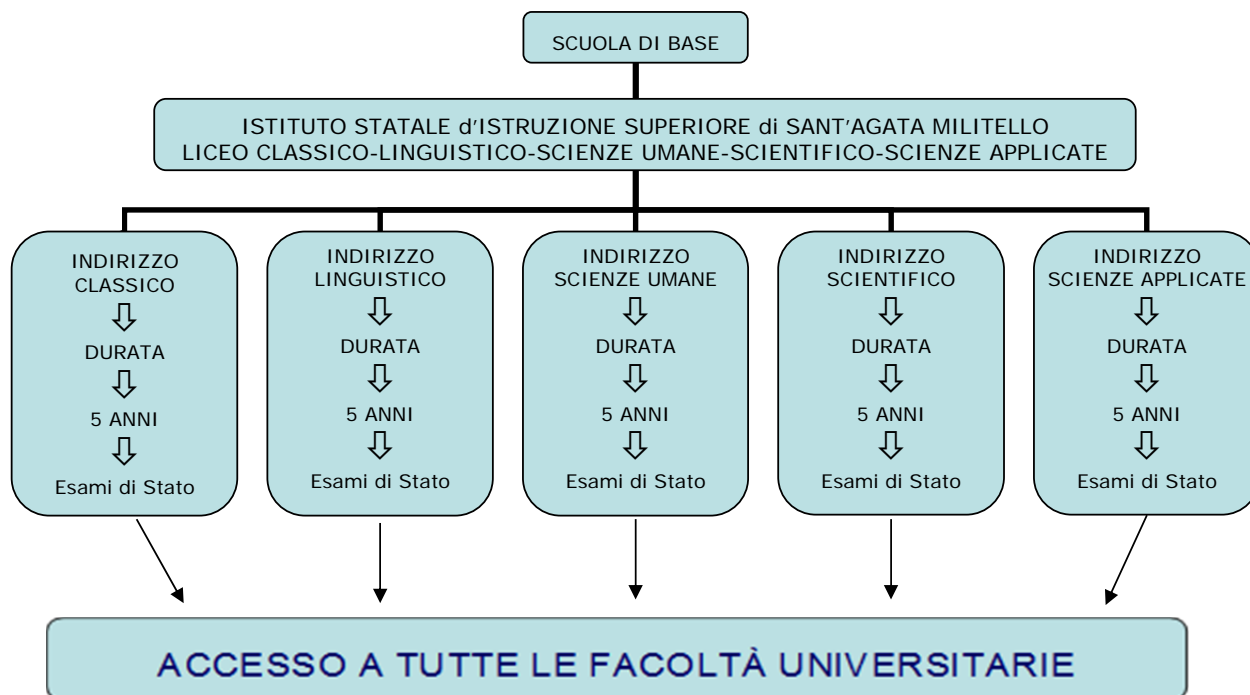 SCUOLA DI BASE
ISTITUTO STATALE d'ISTRUZIONE SUPERIORE di SANT'AGATA MILITELLO
LICEO CLASSICO-LINGUISTICO-SCIENZE UMANE-SCIENTIFICO-SCIENZE APPLICATE
INDIRIZZO
CLASSICO
DURATA
5 ANNI
Esami di Stato
INDIRIZZO
LINGUISTICO
DURATA
5 ANNI
Esami di Stato
INDIRIZZO
SCIENZE UMANE
DURATA
5 ANNI
Esami di Stato
INDIRIZZO
SCIENTIFICO
DURATA
5 ANNI
Esami di Stato
INDIRIZZO
SCIENZE APPLICATE
DURATA
5 ANNI
Esami di Stato
ACCESSO A TUTTE LE FACOLTÀ UNIVERSITARIE